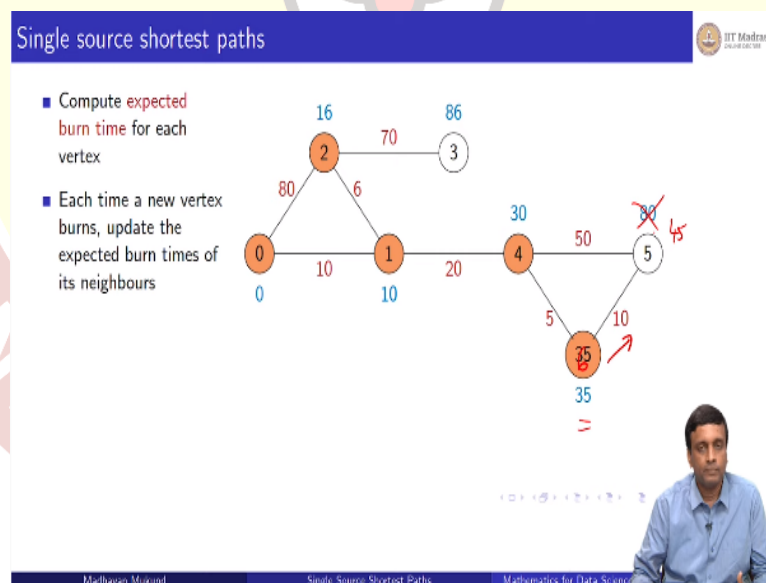 Single source shortest paths
IIT Madras
ONLINE DEGREE
Compute expected
burn time for each
vertex
Each time a new vertex
burns, update the
expected burn times of
its neighbours
16
86
2
70
3
80
6
30
80
45
0
10
1
20
4
50
5
0
10
5
10
35
6
35
=
Madhavan Mukund
Single Source Shortest Paths
Mathematics for Data Science